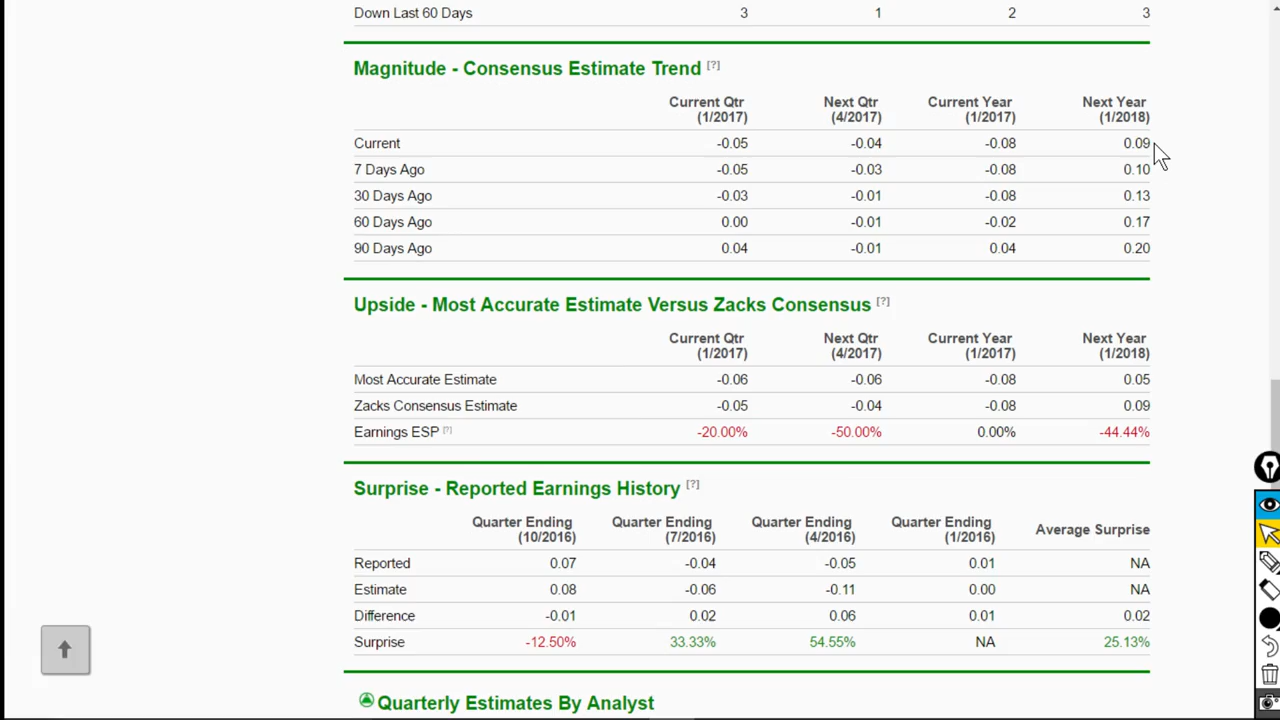 Down Last 60 Days 3 1 2 3
Magnitude - Consensus Estimate Trend [?]
Current Qtr Next Qtr Current Year Next Year
(1/2017) (4/2017) (1/2017) (1/2018)
Current -0.05 -0.04 -0.08 0.09
7 Days Ago -0.05 -0.03 -0.08 0.10
30 Days Ago -0.03 -0.01 -0.08 0.13
60 Days Ago 0.00 -0.01 -0.02 0.17
90 Days Ago 0.04 -0.01 0.04 0.20
Upside - Most Accurate Estimate Versus Zacks Consensus [?]
Current Qtr Next Qtr Current Year Next Year
(1/2017) (4/2017) (1/2017) (1/2018)
Most Accurate Estimate -0.06 -0.06 -0.08 0.05
Zacks Consensus Estimate -0.05 -0.04 -0.08 0.09
Earnings ESP [?] -20.00% -50.00% 0.00% -44.44%
Surprise - Reported Earnings History [?]
Quarter Ending Quarter Ending Quarter Ending Quarter Ending Average Surprise
(10/2016) (7/2016) (4/2016) (1/2016)
Reported 0.07 -0.04 -0.05 0.01 NA
Estimate 0.08 -0.06 -0.11 0.00 NA
Difference -0.01 0.02 0.06 0.01 0.02
Surprise -12.50% 33.33% 54.55% NA 25.13%
Quarterly Estimates By Analyst